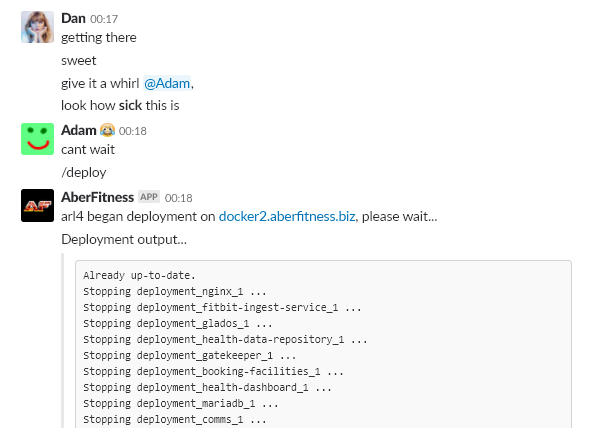 Dan 00:17
getting there
sweet
give it a whirl @Adam,
look how sick this is
Adam 😂 00:18
cant wait
/deploy
AF
AberFitness APP 00:18
arl4 began deployment on docker2.aberfitness.biz, please wait...
Deployment output...
Already up-to-date.
Stopping deployment_nginx_1 ...
Stopping deployment_fitbit-ingest-service_1 ...
Stopping deployment_glados_1 ...
Stopping deployment_health-data-repository_1 ...
Stopping deployment_gatekeeper_1 ...
Stopping deployment_booking-facilities_1 ...
Stopping deployment_health-dashboard_1 ...
Stopping deployment_mariadb_1 ...
Stopping deployment_comms_1 ...